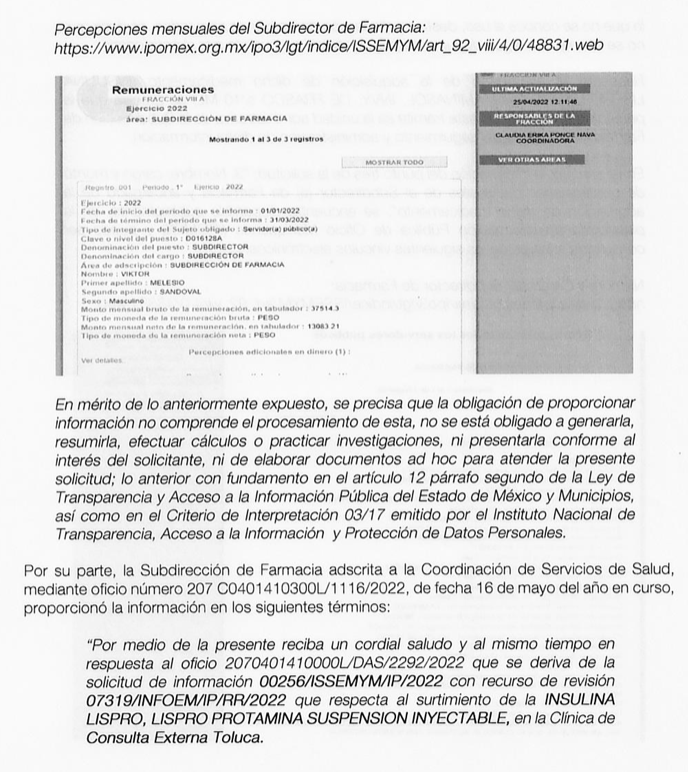 Percepciones mensuales del Subdirector de Farmacia:
https://www.ipomex.org.mx/ipo3/lgt/indice/ISSEMYM/art_92_viii/4/0/48831.web
Remuneraciones
FRACCIÓN VIII A
Ejercicio 2022
área: SUBDIRECCIÓN DE FARMACIA
Mostrando 1 al 3 de 3 registros
MOSTRAR TODO
Registro 001 Periodo 1° Ejercicio 2022
Ejercicio : 2022
Fecha de inicio del periodo que se informa : 01/01/2022
Fecha de término del periodo que se informa : 31/03/2022
Tipo de integrante del Sujeto obligado : Servidor(a) público(a)
Clave o nivel del puesto : D016128A
Denominación del puesto : SUBDIRECTOR
Denominación del cargo : SUBDIRECTOR
Área de adscripción : SUBDIRECCIÓN DE FARMACIA
Nombre : VIKTOR
Primer apellido : MELESIO
Segundo apellido : SANDOVAL
Sexo : Masculino
Monto mensual bruto de la remuneración, en tabulador : 37514.3
Tipo de moneda de la remuneración bruta : PESO
Monto mensual neto de la remuneración, en tabulador : 13083.21
Tipo de moneda de la remuneración neta : PESO
Percepciones adicionales en dinero (1) :
Ver detalles
FRACCIÓN VIII A
ULTIMA ACTUALIZACIÓN
25/04/2022 12:11:46
RESPONSABLES DE LA
FRACCIÓN
CLAUDIA ERIKA PONCE NAVA
COORDINADORA
VER OTRAS AREAS
En mérito de lo anteriormente expuesto, se precisa que la obligación de proporcionar
información no comprende el procesamiento de esta, no se está obligado a generarla,
resumirla, efectuar cálculos o practicar investigaciones, ni presentarla conforme al
interés del solicitante, ni de elaborar documentos ad hoc para atender la presente
solicitud; lo anterior con fundamento en el artículo 12 párrafo segundo de la Ley de
Transparencia y Acceso a la Información Pública del Estado de México y Municipios,
así como en el Criterio de Interpretación 03/17 emitido por el Instituto Nacional de
Transparencia, Acceso a la Información y Protección de Datos Personales.
Por su parte, la Subdirección de Farmacia adscrita a la Coordinación de Servicios de Salud,
mediante oficio número 207 C0401410300L/1116/2022, de fecha 16 de mayo del año en curso,
proporcionó la información en los siguientes términos:
“Por medio de la presente reciba un cordial saludo y al mismo tiempo en
respuesta al oficio 2070401410000L/DAS/2292/2022 que se deriva de la
solicitud de información 00256/ISSEMYM/IP/2022 con recurso de revisión
07319/INFOEM/IP/RR/2022 que respecta al surtimiento de la INSULINA
LISPRO, LISPRO PROTAMINA SUSPENSION INYECTABLE, en la Clínica de
Consulta Externa Toluca.